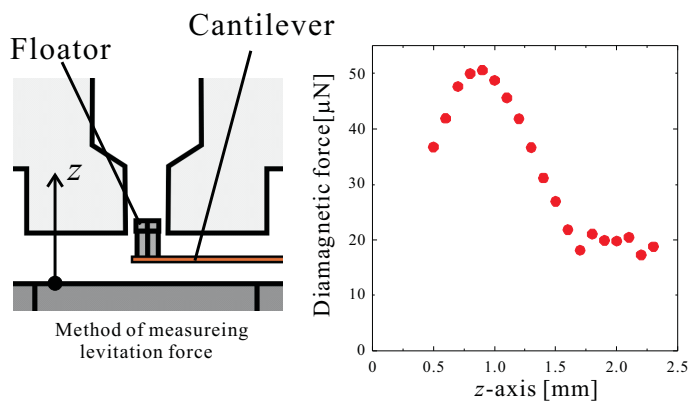 Cantilever
Floator
z
Method of measureing
levitation force
Diamagnetic force[μN]
50
40
30
20
10
0
0
0.5
1.0
1.5
2.0
2.5
z-axis [mm]